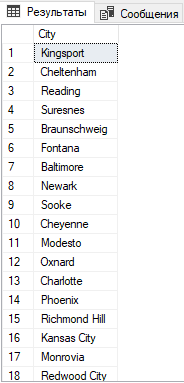 Результаты Сообщения
City
1 Kingsport
2 Cheltenham
3 Reading
4 Suresnes
5 Braunschweig
6 Fontana
7 Baltimore
8 Newark
9 Sooke
10 Cheyenne
11 Modesto
12 Oxnard
13 Charlotte
14 Phoenix
15 Richmond Hill
16 Kansas City
17 Monrovia
18 Redwood City